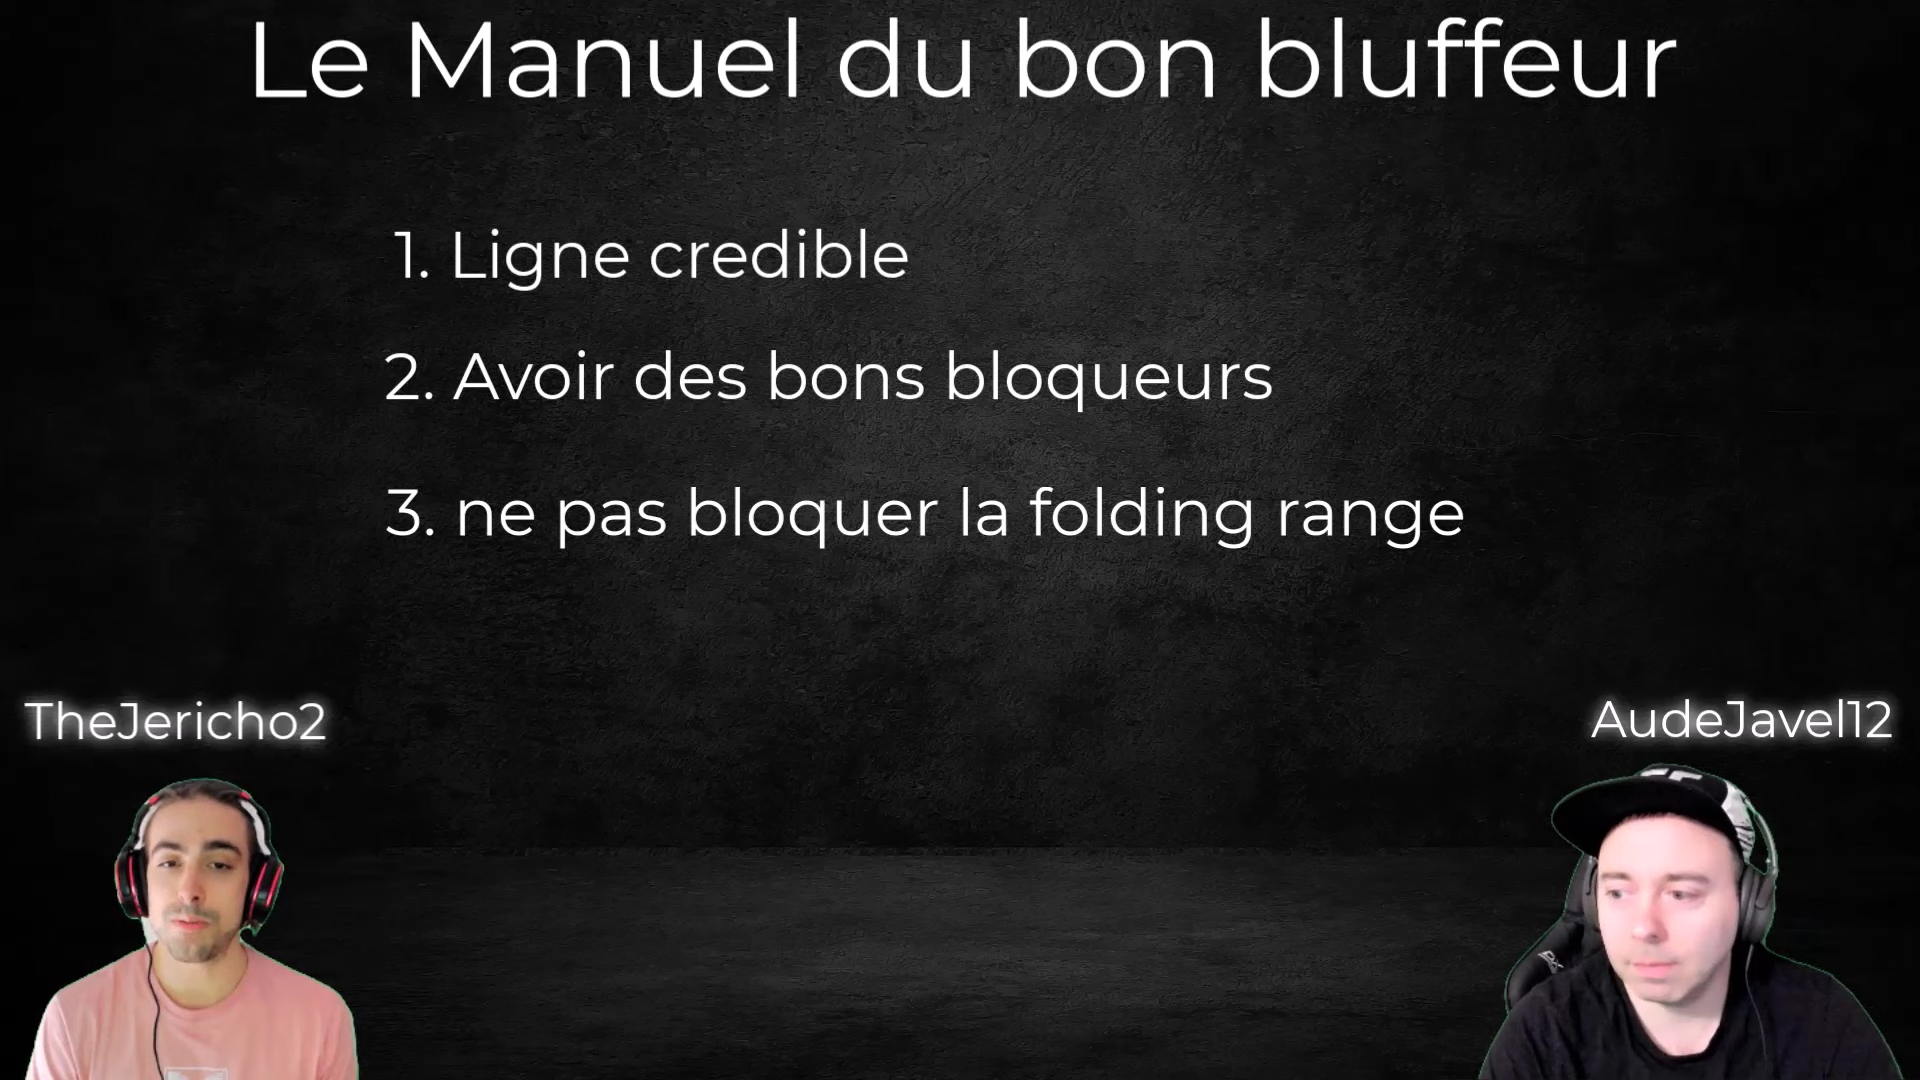 Le Manuel du bon bluffeur
1. Ligne credible
2. Avoir des bons bloqueurs
3. ne pas bloquer la folding range
TheJericho2
AudeJavel12